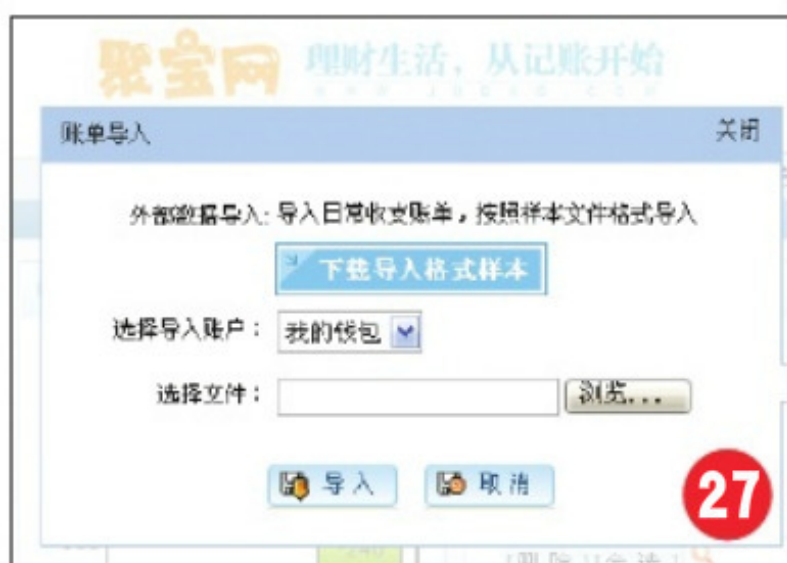 聚宝网 理财生活，从记账开始
账单导入 关闭
外部数据导入: 导入日常收支账单，按照样本文件格式导入
下载导入格式样本
选择导入账户： 我的钱包
选择文件： 浏览...
导入 取消
27